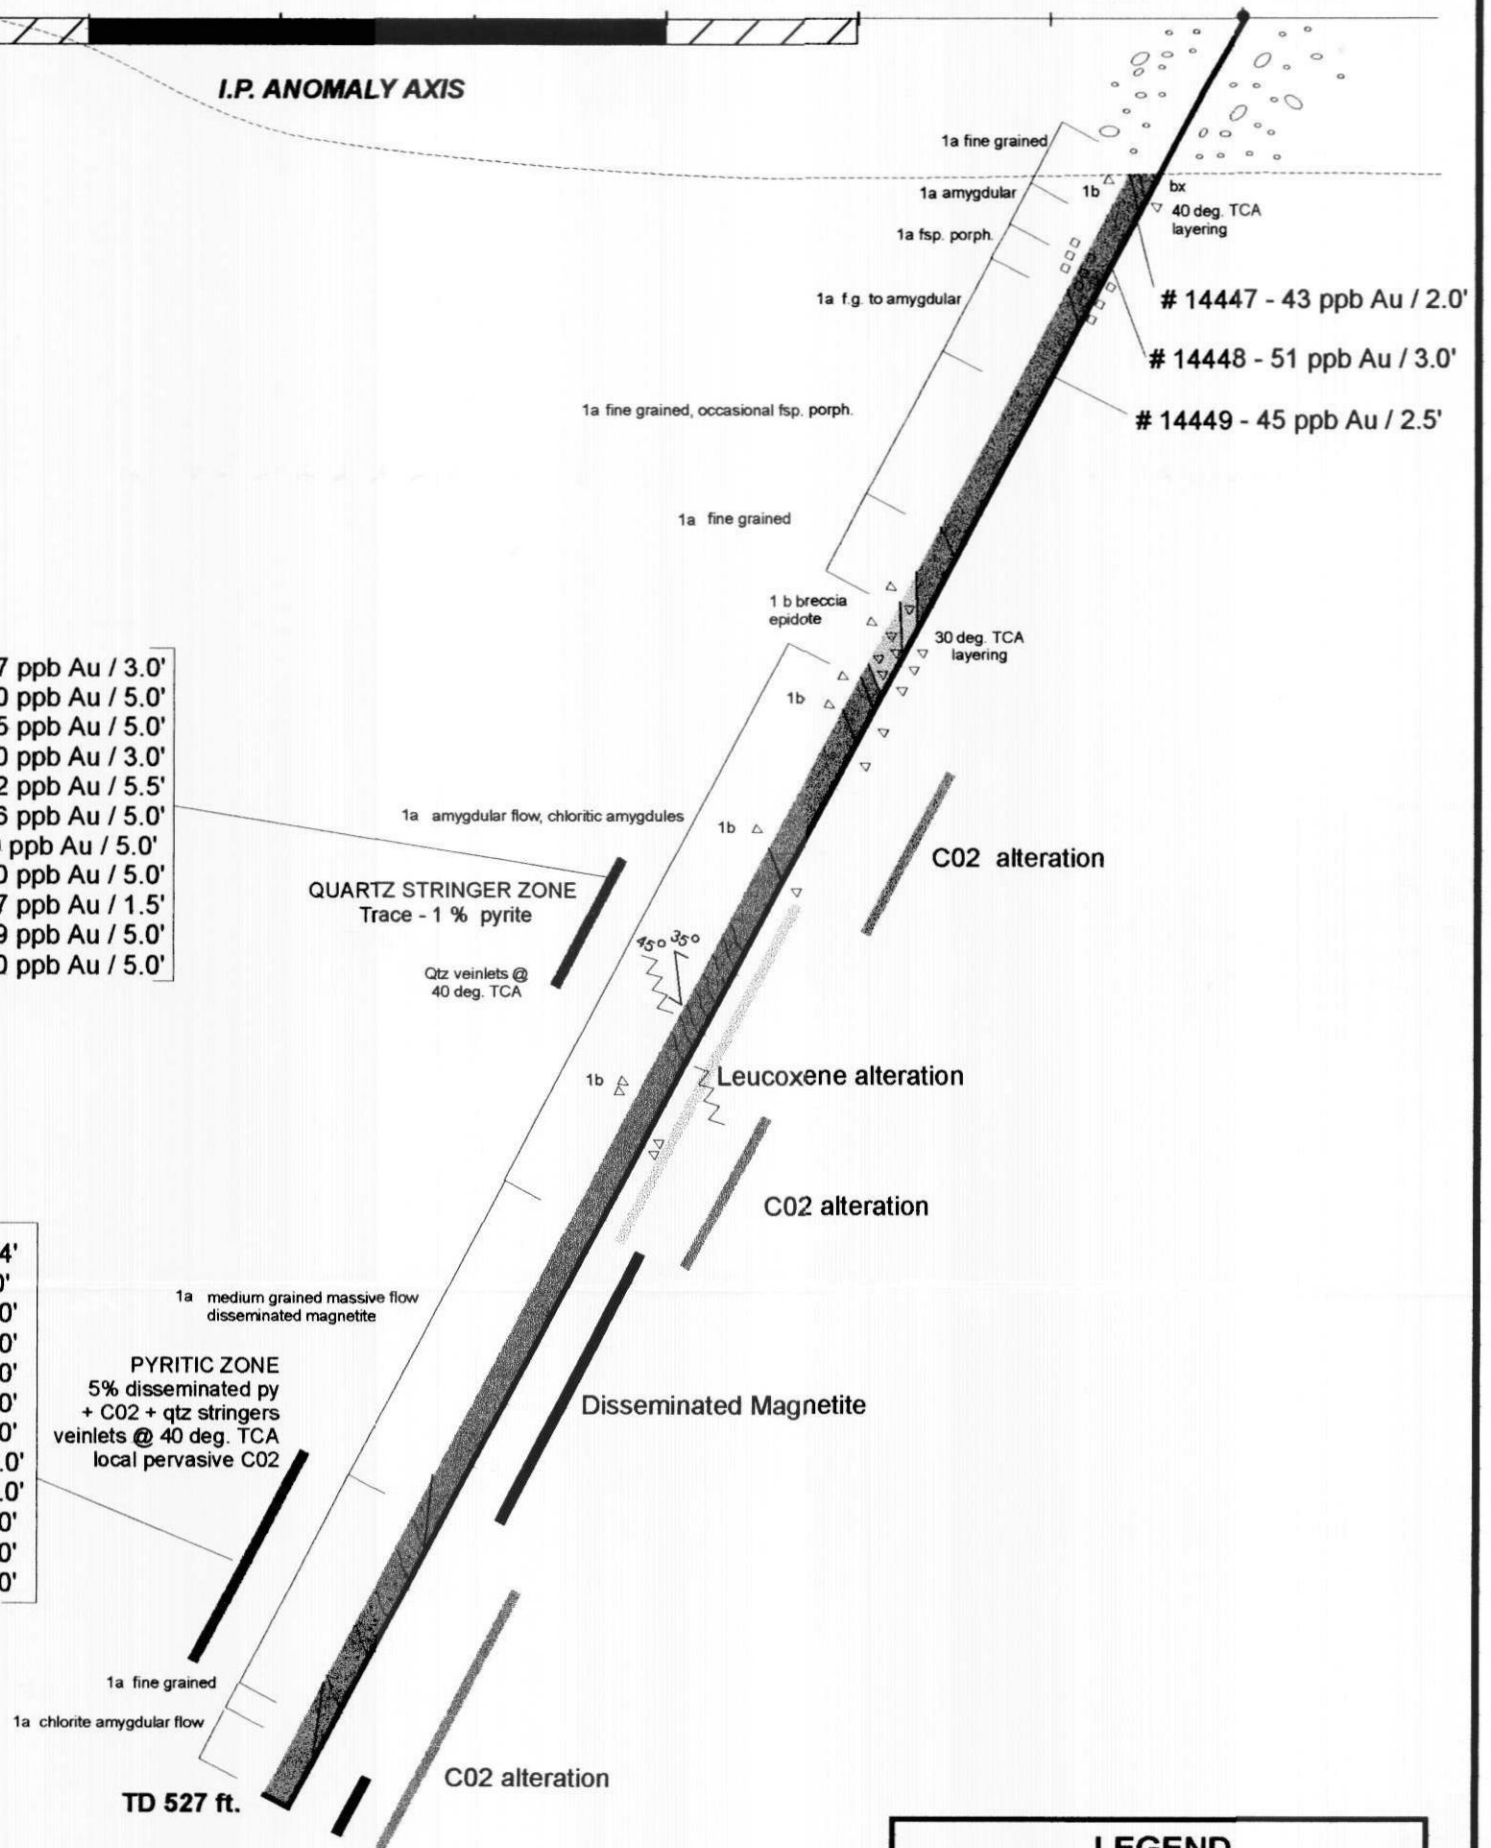 I.P. ANOMALY AXIS
1a fine grained
1a amygdular
1b
bx
40 deg. TCA
layering
1a fsp. porph.
1a f.g. to amygdular
# 14447 - 43 ppb Au / 2.0'
# 14448 - 51 ppb Au / 3.0'
# 14449 - 45 ppb Au / 2.5'
1a fine grained, occasional fsp. porph.
1a fine grained
1 b breccia
epidote
30 deg. TCA
layering
1b
7 ppb Au / 3.0'
0 ppb Au / 5.0'
5 ppb Au / 5.0'
0 ppb Au / 3.0'
2 ppb Au / 5.5'
6 ppb Au / 5.0'
ppb Au / 5.0'
0 ppb Au / 5.0'
7 ppb Au / 1.5'
9 ppb Au / 5.0'
0 ppb Au / 5.0'
1a amygdular flow, chloritic amygdules
1b
C02 alteration
QUARTZ STRINGER ZONE
Trace - 1 % pyrite
45° 35°
Qtz veinlets @
40 deg. TCA
1b
Leucoxene alteration
C02 alteration
4'
0'
0'
0'
0'
0'
0'
.0'
.0'
0'
0'
0'
1a medium grained massive flow
disseminated magnetite
PYRITIC ZONE
5% disseminated py
+ C02 + qtz stringers
veinlets @ 40 deg. TCA
local pervasive C02
Disseminated Magnetite
1a fine grained
1a chlorite amygdular flow
C02 alteration
TD 527 ft.
LEGEND